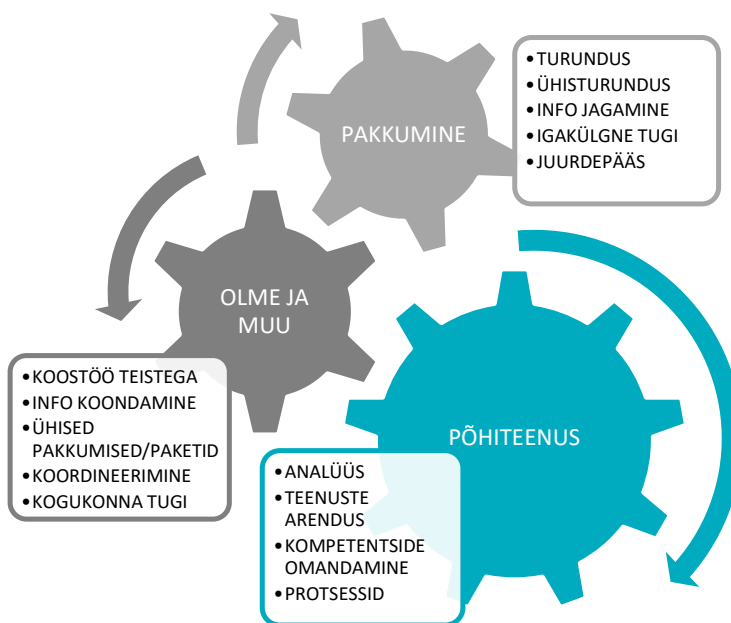 PAKKUMINE
•TURUNDUS
•ÜHISTURUNDUS
•INFO JAGAMINE
•IGAKÜLGNE TUGI
•JUURDEPÄÄS
OLME JA
MUU
•KOOSTÖÖ TEISTEGA
•INFO KOONDAMINE
•ÜHISED
PAKKUMISED/PAKETID
•KOORDINEERIMINE
•KOGUKONNA TUGI
PÕHITEENUS
•ANALÜÜS
•TEENUSTE
ARENDUS
•KOMPETENTSIDE
OMANDAMINE
•PROTSESSID